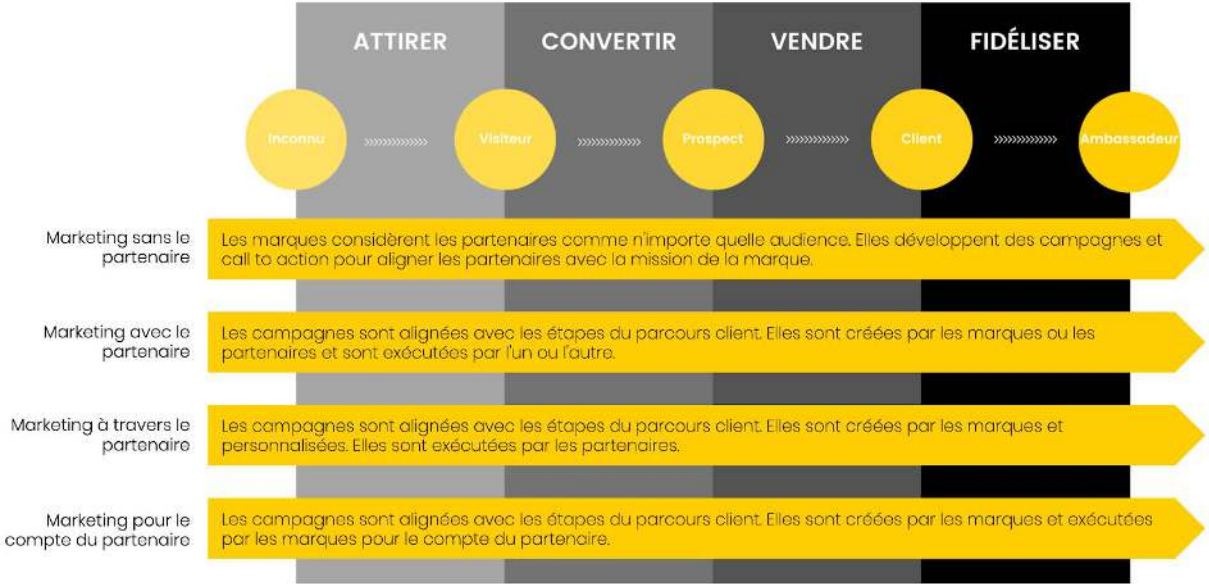 ATTIRER
CONVERTIR
VENDRE
FIDÉLISER
Inconnu
Visiteur
Prospect
Client
Ambassadeur
Marketing sans le
partenaire
Les marques considèrent les partenaires comme n'importe quelle audience. Elles développent des campagnes et
call to action pour aligner les partenaires avec la mission de la marque.
Marketing avec le
partenaire
Les campagnes sont alignées avec les étapes du parcours client. Elles sont créées par les marques ou les
partenaires et sont exécutées par l'un ou l'autre.
Marketing à travers le
partenaire
Les campagnes sont alignées avec les étapes du parcours client. Elles sont créées par les marques et
personnalisées. Elles sont exécutées par les partenaires.
Marketing pour le
compte du partenaire
Les campagnes sont alignées avec les étapes du parcours client. Elles sont créées par les marques et exécutées
par les marques pour le compte du partenaire.